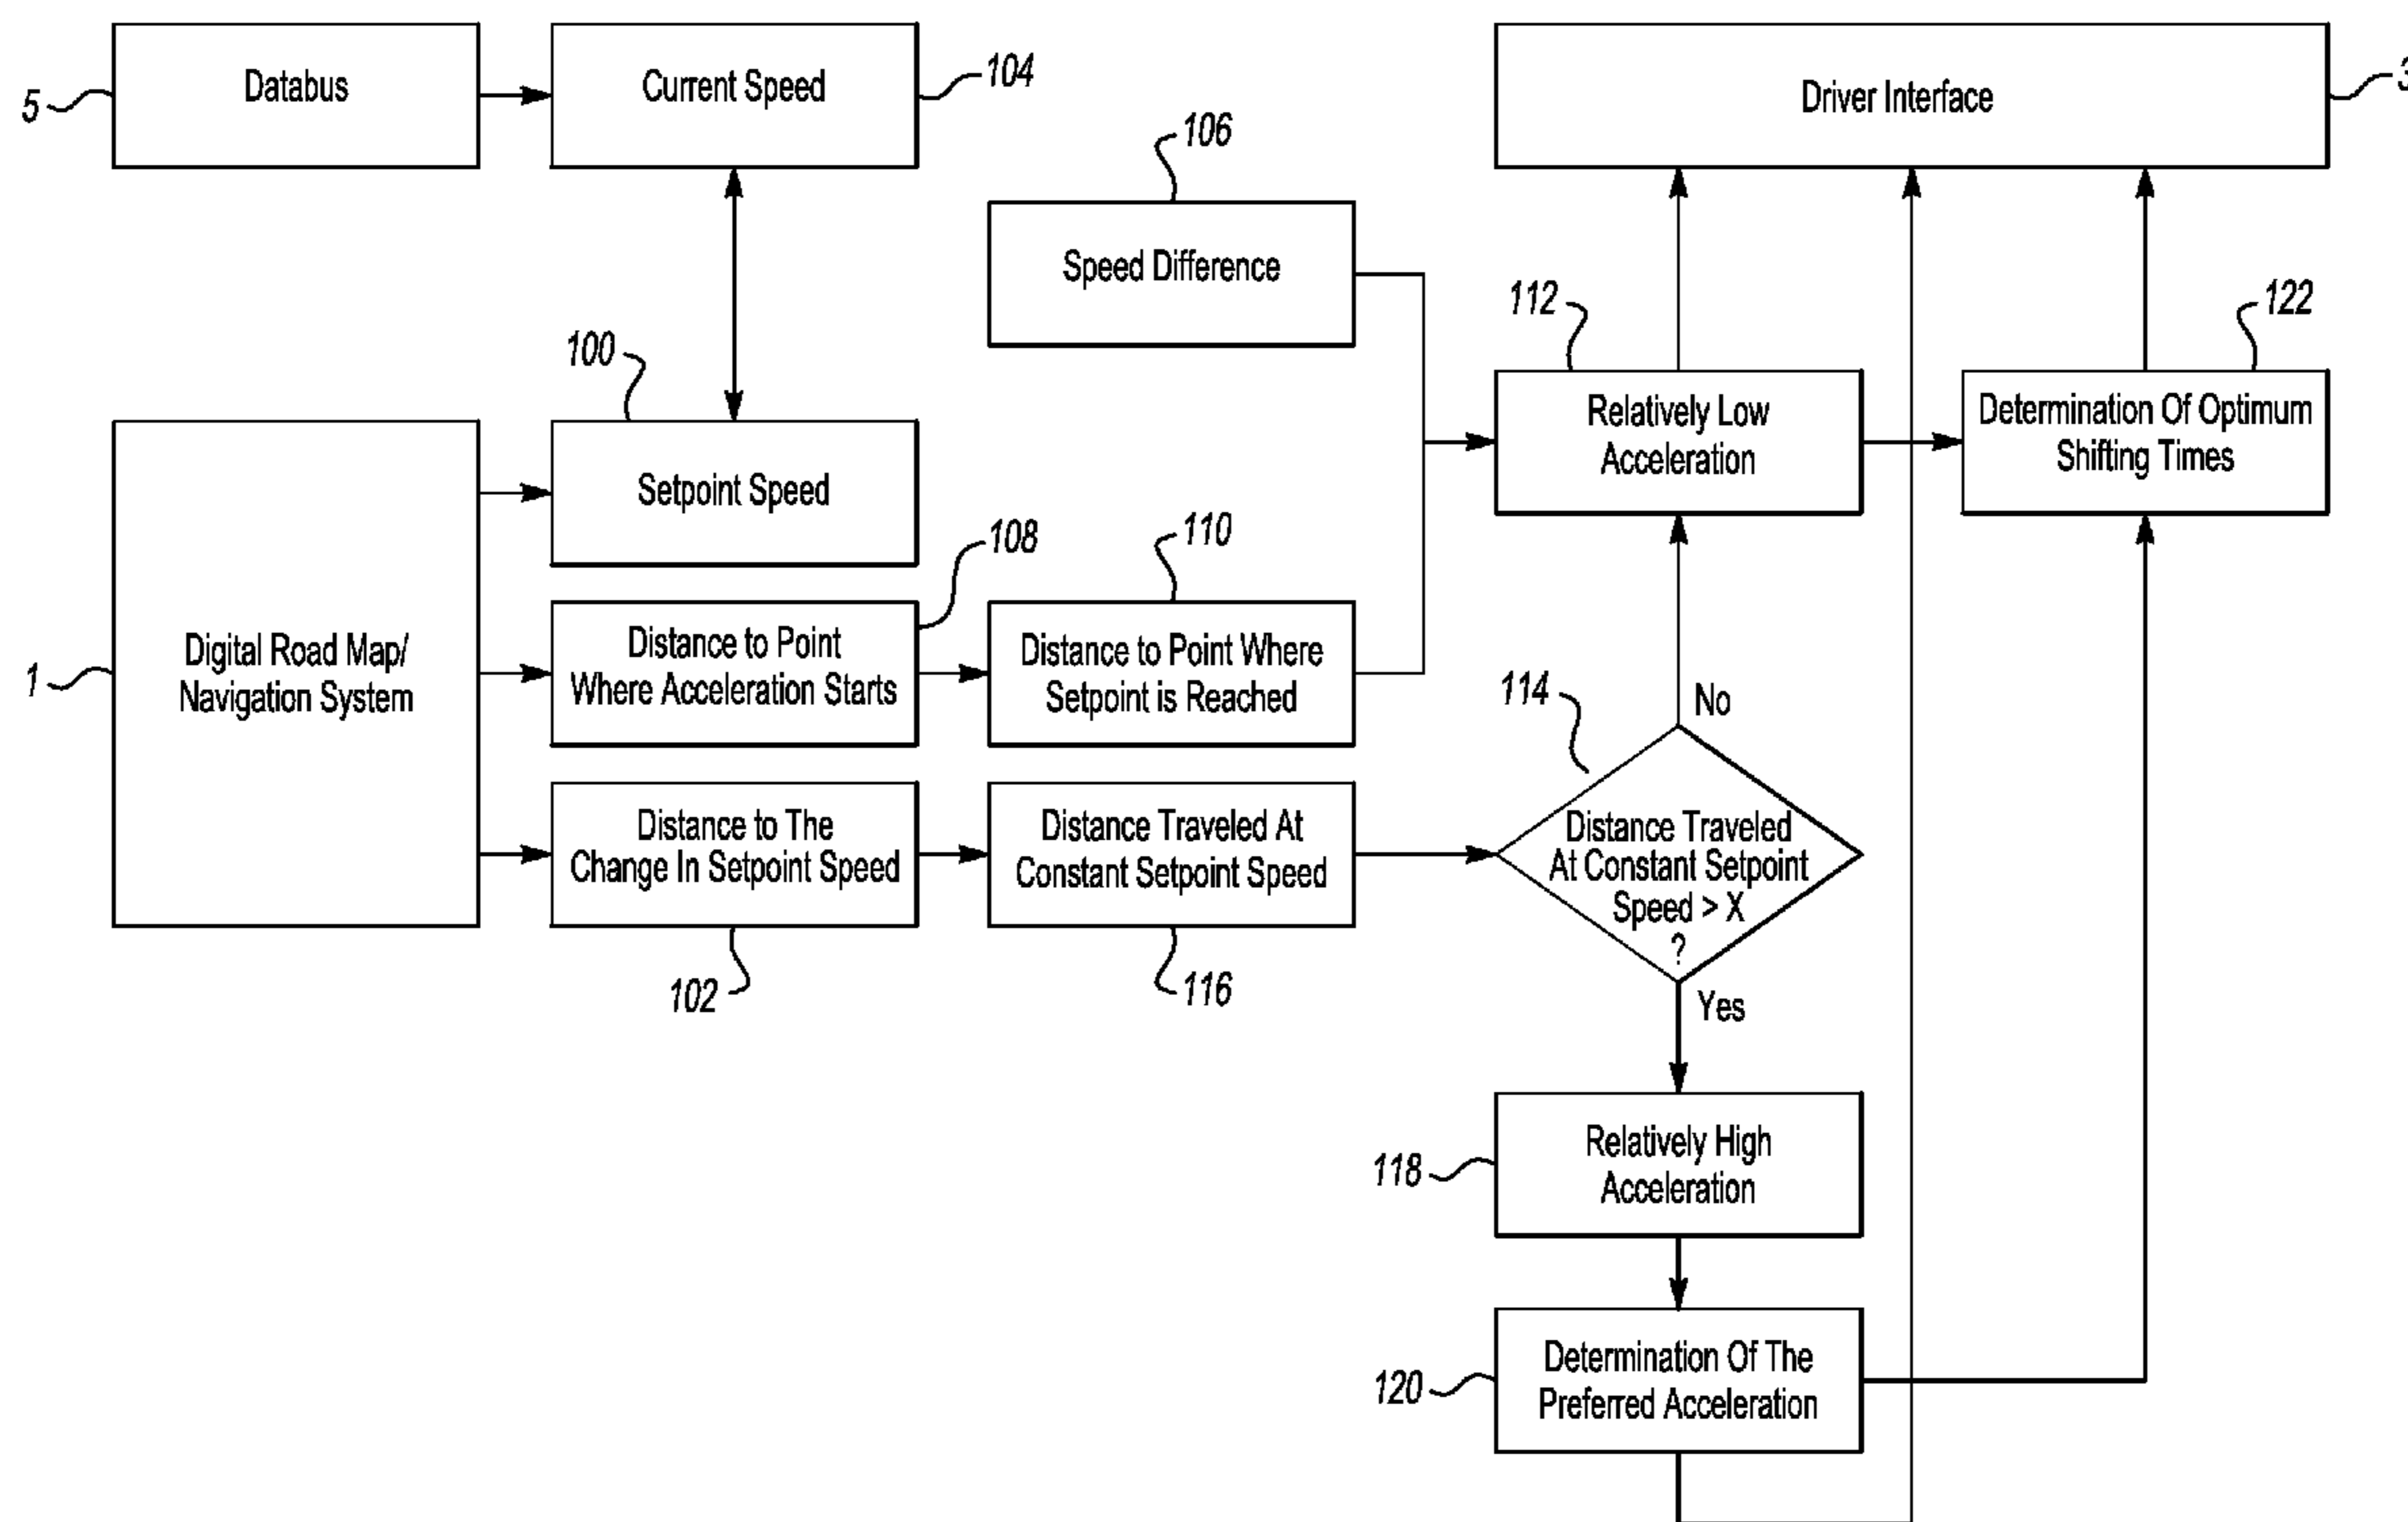 5
Databus
Current Speed
104
Driver Interface
3
106
Speed Difference
100
Setpoint Speed
112
Relatively Low
Acceleration
122
Determination Of Optimum
Shifting Times
1
Digital Road Map/
Navigation System
108
Distance to Point
Where Acceleration Starts
110
Distance to Point Where
Setpoint is Reached
Distance to The
Change In Setpoint Speed
102
Distance Traveled At
Constant Setpoint Speed
116
114
No
Distance Traveled
At Constant Setpoint
Speed > X
?
Yes
118
Relatively High
Acceleration
120
Determination Of The
Preferred Acceleration